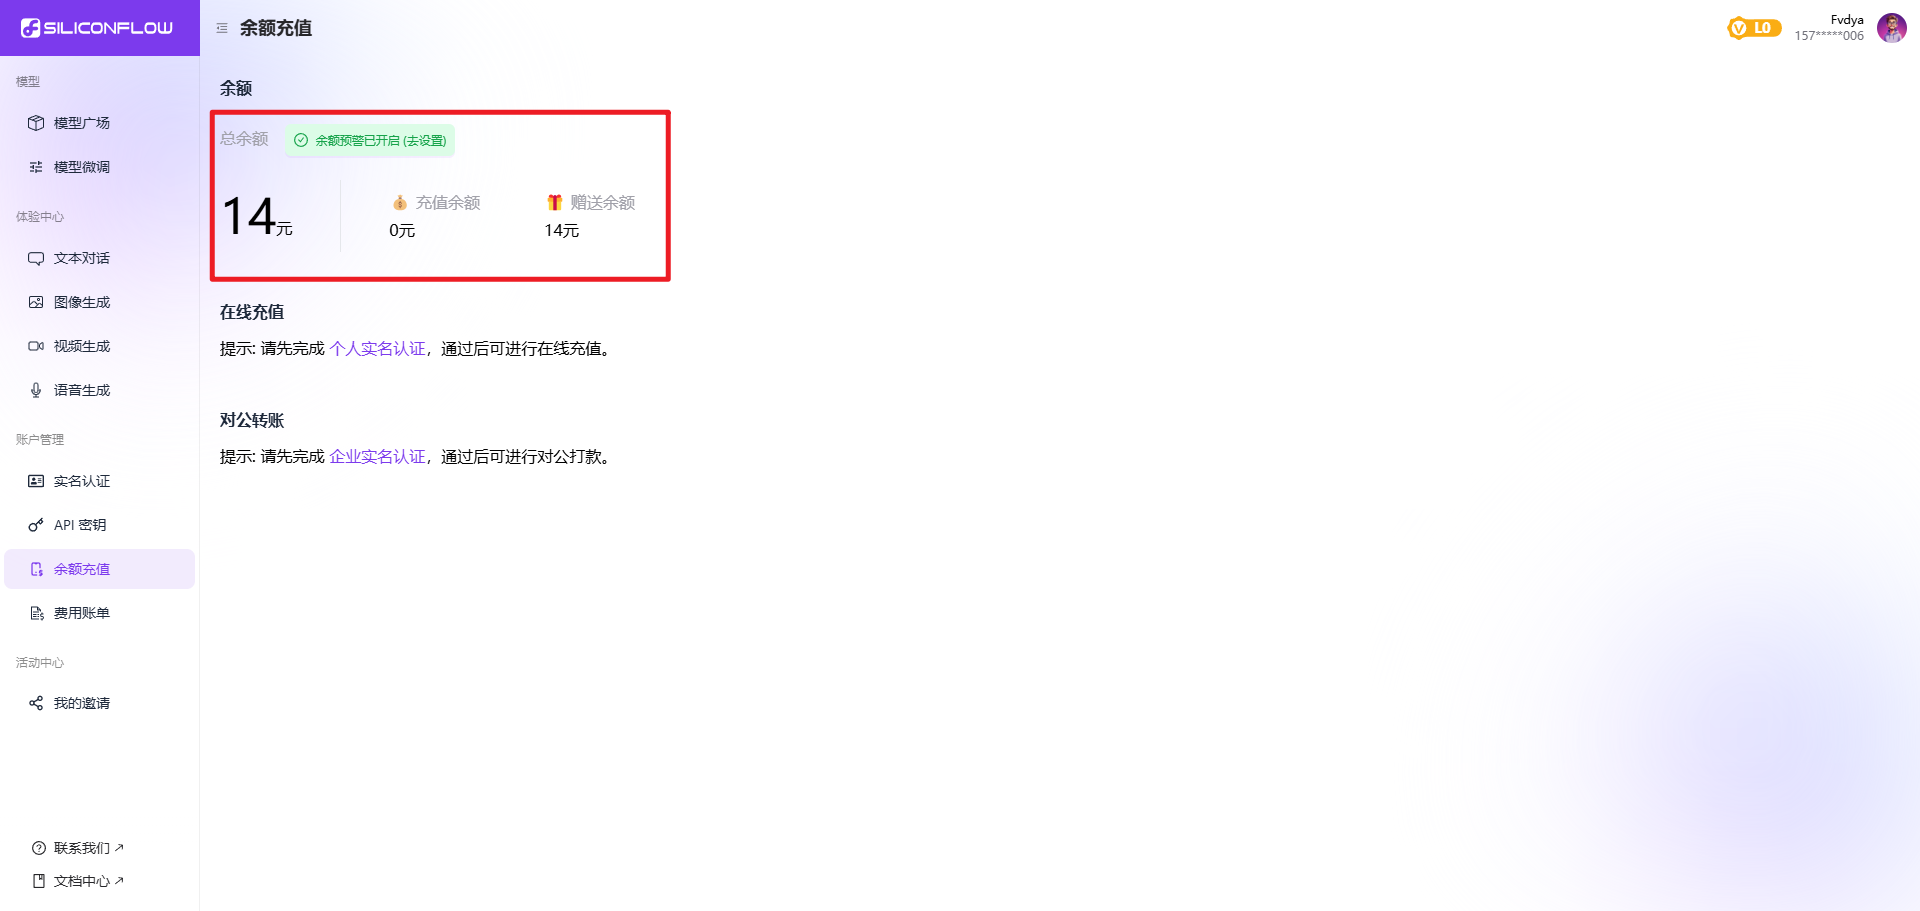 SILICONFLOW
余额充值
L0
Fvdya
157*****006
模型
模型广场
模型微调
体验中心
文本对话
图像生成
视频生成
语音生成
账户管理
实名认证
API 密钥
余额充值
费用账单
活动中心
我的邀请
联系我们
文档中心
余额
总余额
余额预警已开启 (去设置)
14元
充值余额
0元
赠送余额
14元
在线充值
提示: 请先完成 个人实名认证，通过后可进行在线充值。
对公转账
提示: 请先完成 企业实名认证，通过后可进行对公打款。